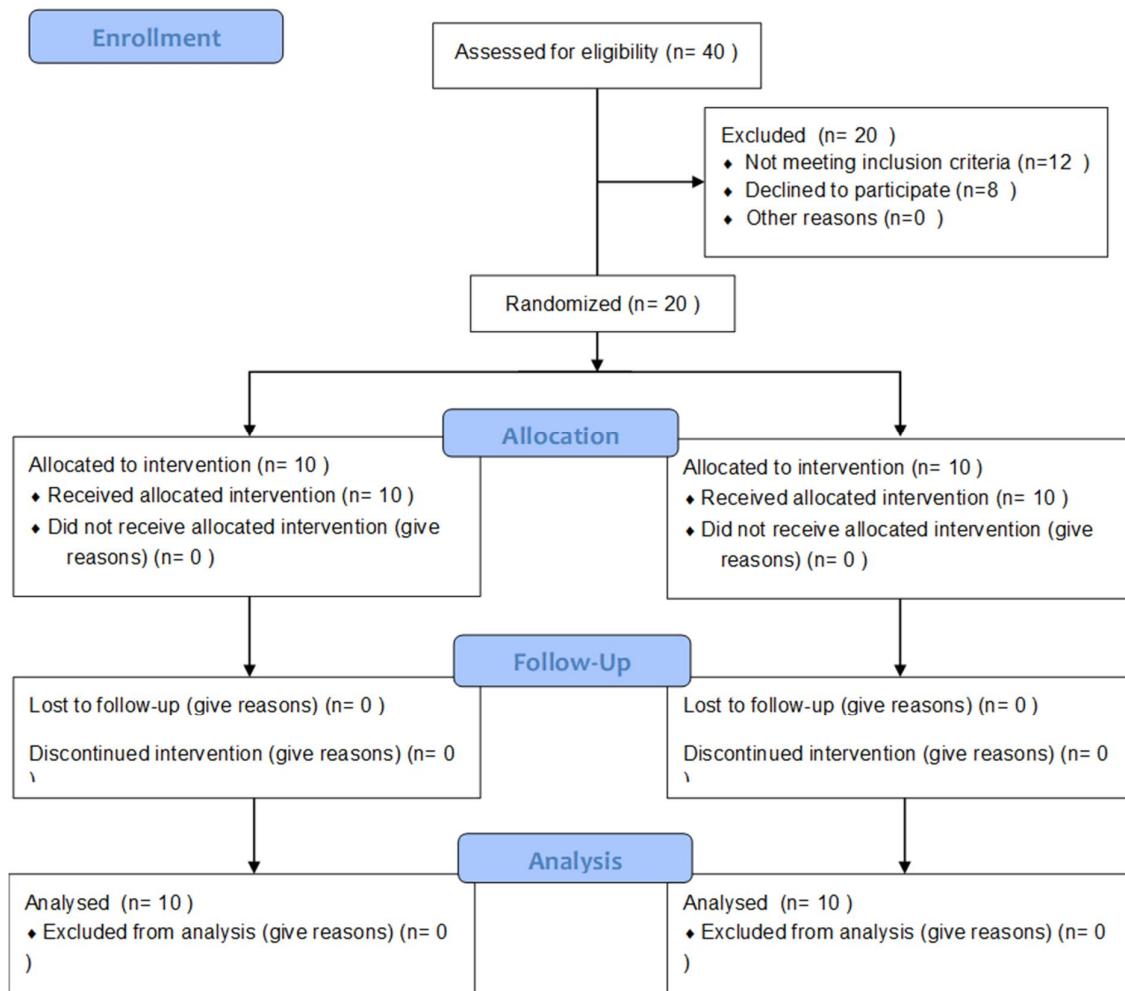 Enrollment
Assessed for eligibility (n= 40 )
Excluded (n= 20 )
♦ Not meeting inclusion criteria (n=12 )
♦ Declined to participate (n=8 )
♦ Other reasons (n=0 )
Randomized (n= 20 )
Allocation
Allocated to intervention (n= 10 )
♦ Received allocated intervention (n= 10 )
♦ Did not receive allocated intervention (give
reasons) (n= 0 )
Allocated to intervention (n= 10 )
♦ Received allocated intervention (n= 10 )
♦ Did not receive allocated intervention (give
reasons) (n= 0 )
Follow-Up
Lost to follow-up (give reasons) (n= 0 )
Discontinued intervention (give reasons) (n= 0
)
Lost to follow-up (give reasons) (n= 0 )
Discontinued intervention (give reasons) (n= 0
)
Analysis
Analysed (n= 10 )
♦ Excluded from analysis (give reasons) (n= 0
)
Analysed (n= 10 )
♦ Excluded from analysis (give reasons) (n= 0
)